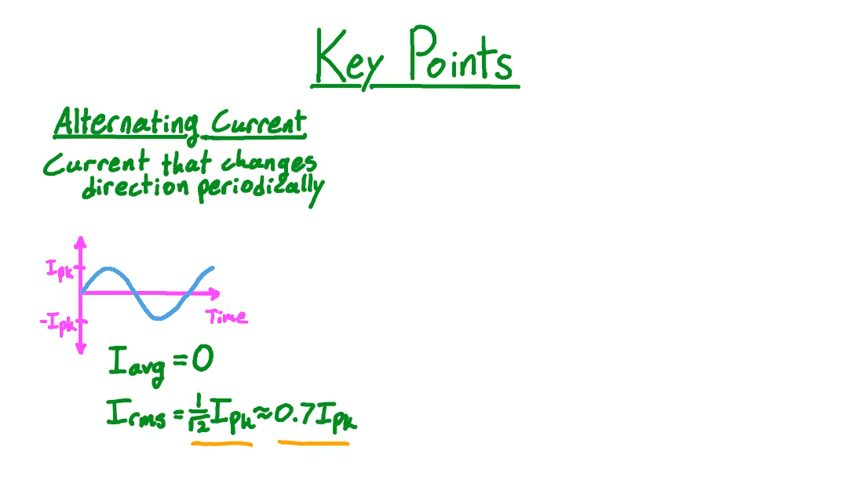 Key Points
Alternating Current
Current that changes
direction periodically
Ipk
-Ipk
Time
Iavg = 0
Irms = 1/√2 Ipk ≈ 0.7Ipk